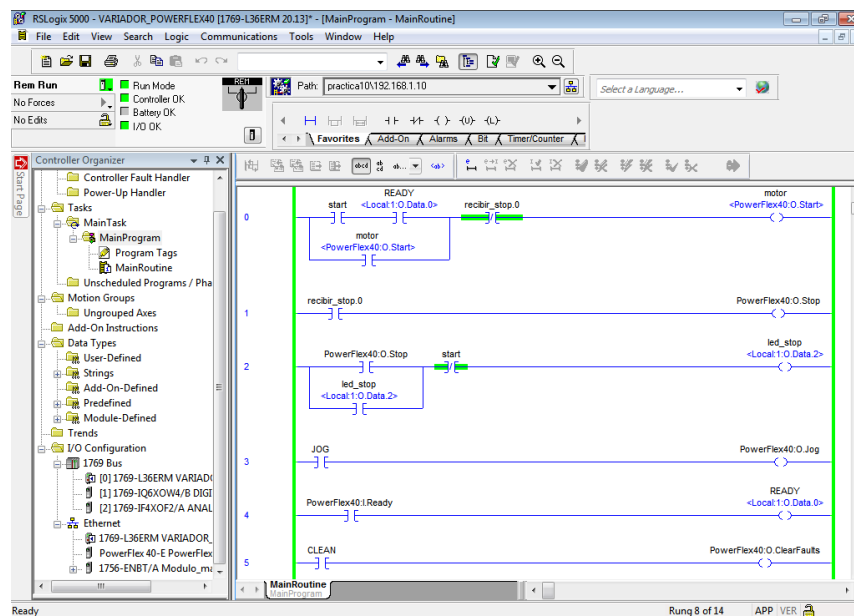 RSLogix 5000 - VARIADOR_POWERFLEX40 [1769-L36ERM 20.13]* - [MainProgram - MainRoutine]
File Edit View Search Logic Communications Tools Window Help
Rem Run
Run Mode
REM
Path: practica10\192.168.1.10
Select a Language...
No Forces
Controller OK
Battery OK
No Edits
I/O OK
Favorites Add-On Alarms Bit Timer/Counter
Start Page
Controller Organizer
Controller Fault Handler
Power-Up Handler
Tasks
MainTask
MainProgram
Program Tags
MainRoutine
Unscheduled Programs / Pha
Motion Groups
Ungrouped Axes
Add-On Instructions
Data Types
User-Defined
Strings
Add-On-Defined
Predefined
Module-Defined
Trends
I/O Configuration
1769 Bus
[0] 1769-L36ERM VARIADO
[1] 1769-IQ6XOW4/B DIGI
[2] 1769-IF4XOF2/A ANAL
Ethernet
1769-L36ERM VARIADOR_
PowerFlex 40-E PowerFlex
1756-ENBT/A Modulo_ma
READY
motor
start <Local:1:O.Data.0> recibir_stop.0 <PowerFlex40:O.Start>
0
motor
<PowerFlex40:O.Start>
recibir_stop.0 PowerFlex40:O.Stop
1
led_stop
PowerFlex40:O.Stop start <Local:1:O.Data.2>
2
led_stop
<Local:1:O.Data.2>
JOG PowerFlex40:O.Jog
3
READY
PowerFlex40:I.Ready <Local:1:O.Data.0>
4
CLEAN PowerFlex40:O.ClearFaults
5
MainRoutine
MainProgram
Ready
Rung 8 of 14 APP VER